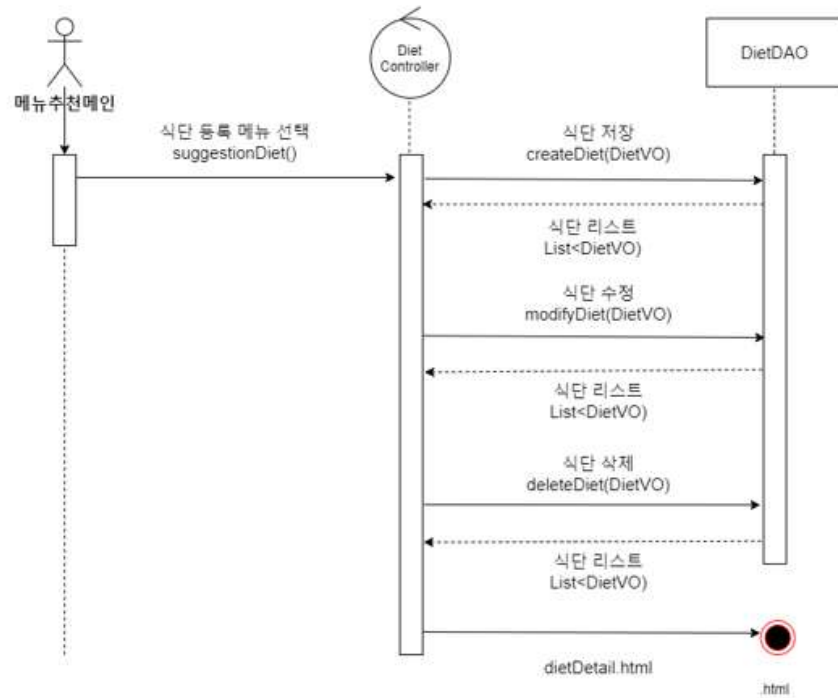 Diet
Controller
DietDAO
메뉴추천메인
식단 등록 메뉴 선택
suggestionDiet()
식단 저장
createDiet(DietVO)
식단 리스트
List<DietVO)
식단 수정
modifyDiet(DietVO)
식단 리스트
List<DietVO)
식단 삭제
deleteDiet(DietVO)
식단 리스트
List<DietVO)
dietDetail.html
.html